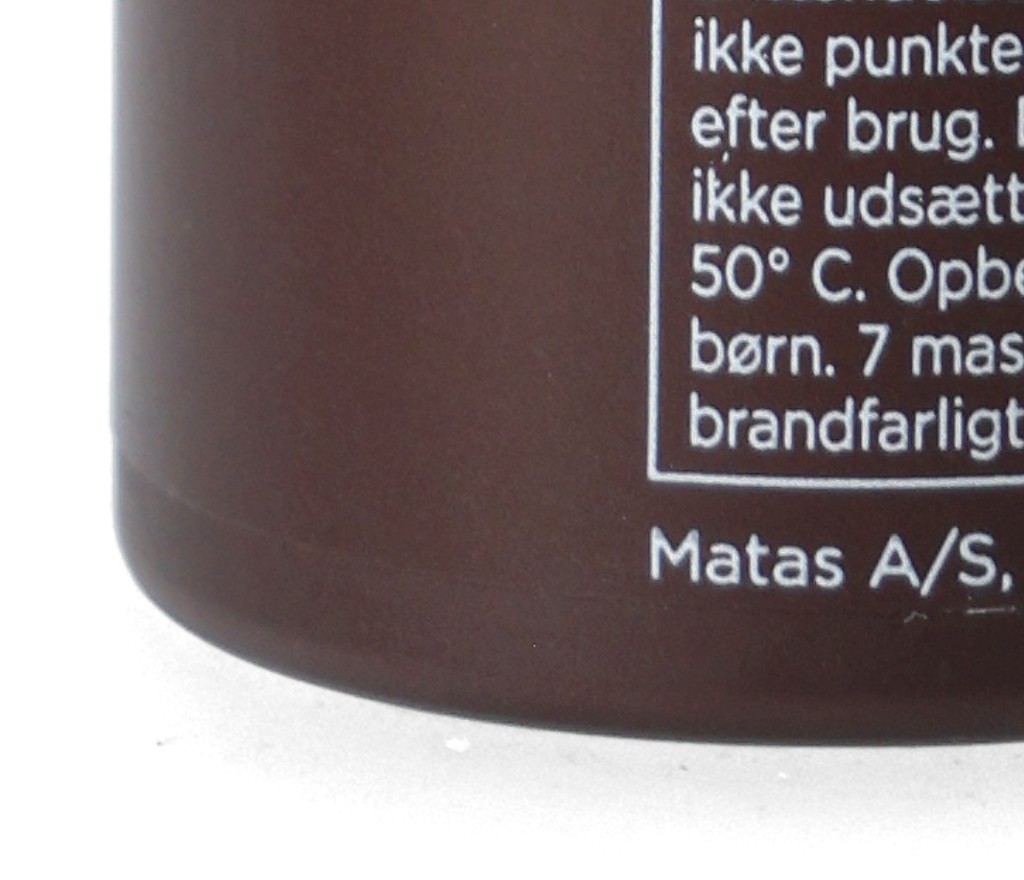 ikke punkte
efter brug.
ikke udsætt
50° C. Opbe
børn. 7 mas
brandfarligt
Matas A/S,